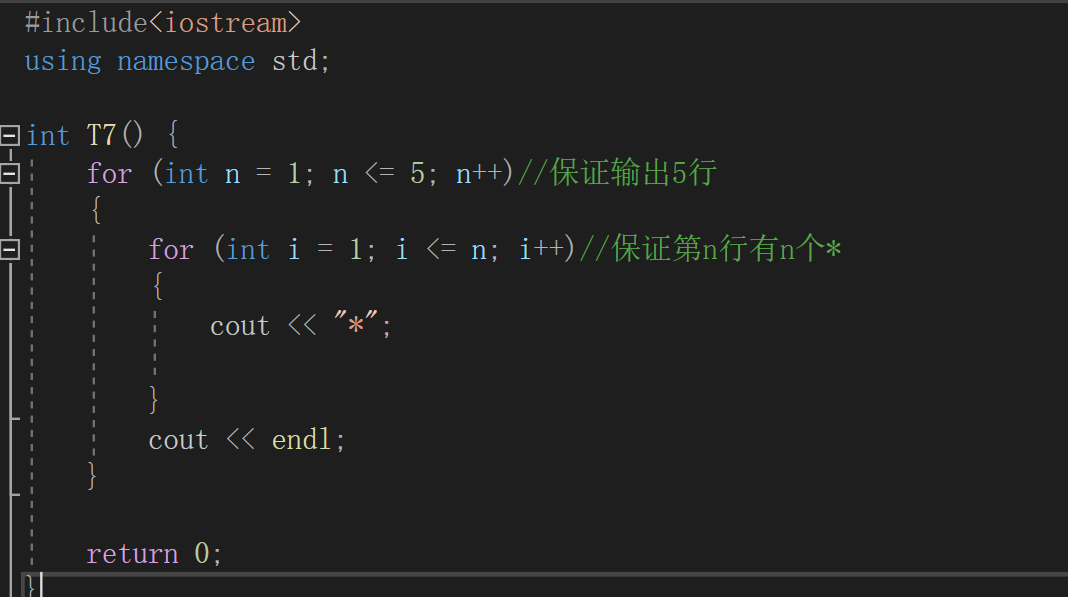 #include<iostream>
using namespace std;
int T7() {
for (int n = 1; n <= 5; n++)//保证输出5行
{
for (int i = 1; i <= n; i++)//保证第n行有n个*
{
cout << "*";
}
cout << endl;
}
return 0;
}